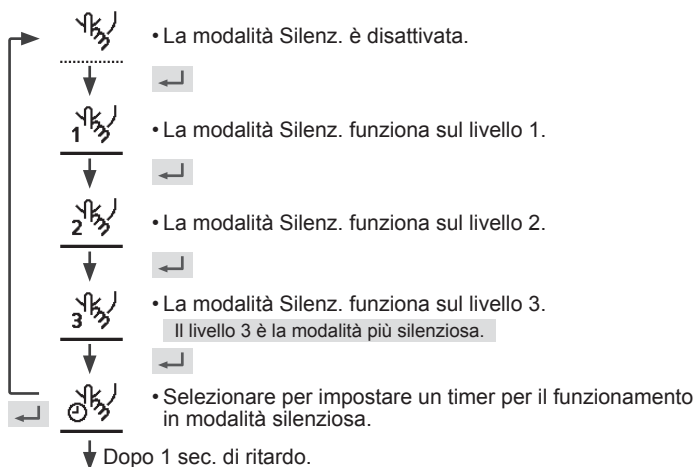 • La modalità Silenz. è disattivata.
1
• La modalità Silenz. funziona sul livello 1.
2
• La modalità Silenz. funziona sul livello 2.
3
• La modalità Silenz. funziona sul livello 3.
Il livello 3 è la modalità più silenziosa.
• Selezionare per impostare un timer per il funzionamento
in modalità silenziosa.
Dopo 1 sec. di ritardo.